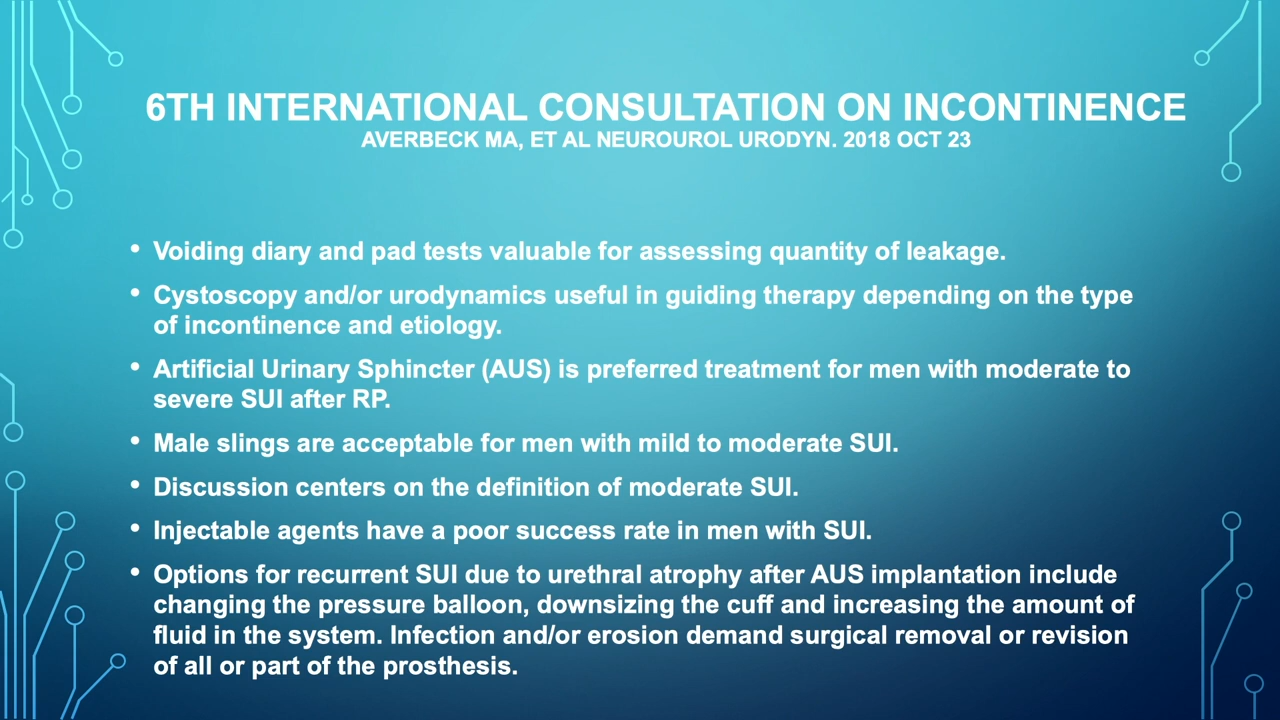 6TH INTERNATIONAL CONSULTATION ON INCONTINENCE
AVERBECK MA, ET AL NEUROUROL URODYN. 2018 OCT 23
• Voiding diary and pad tests valuable for assessing quantity of leakage.
• Cystoscopy and/or urodynamics useful in guiding therapy depending on the type
of incontinence and etiology.
• Artificial Urinary Sphincter (AUS) is preferred treatment for men with moderate to
severe SUI after RP.
• Male slings are acceptable for men with mild to moderate SUI.
• Discussion centers on the definition of moderate SUI.
• Injectable agents have a poor success rate in men with SUI.
• Options for recurrent SUI due to urethral atrophy after AUS implantation include
changing the pressure balloon, downsizing the cuff and increasing the amount of
fluid in the system. Infection and/or erosion demand surgical removal or revision
of all or part of the prosthesis.